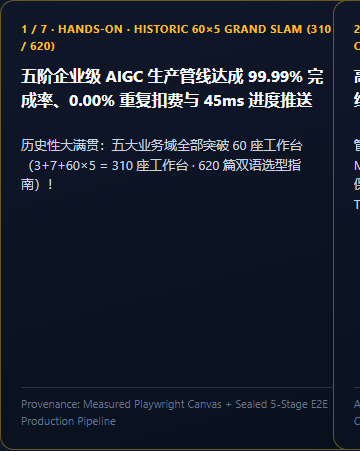 1 / 7 · HANDS-ON · HISTORIC 60×5 GRAND SLAM (310
/ 620)
五阶企业级 AIGC 生产管线达成 99.99% 完
成率、0.00% 重复扣费与 45ms 进度推送
历史性大满贯：五大业务域全部突破 60 座工作台
（3+7+60×5 = 310 座工作台 · 620 篇双语选型指
南）！
Provenance: Measured Playwright Canvas + Sealed 5-Stage E2E
Production Pipeline